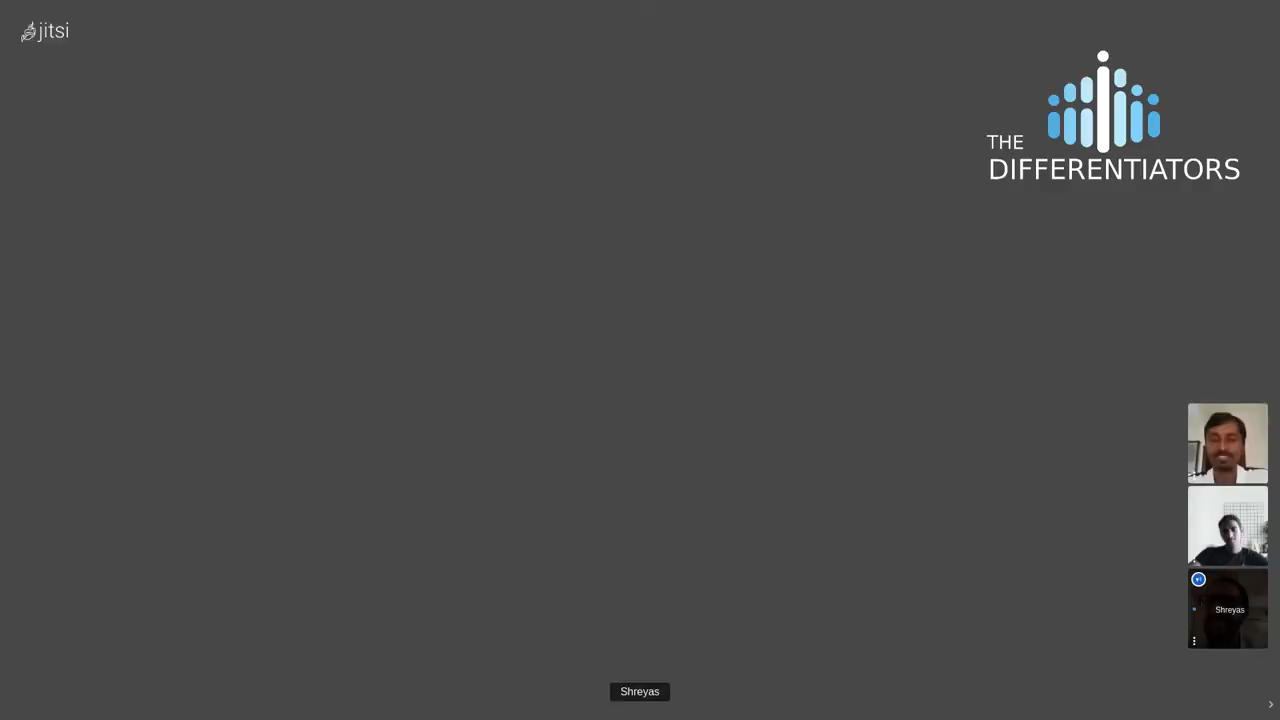 jitsi
THE
DIFFERENTIATORS
Shreyas
Shreyas